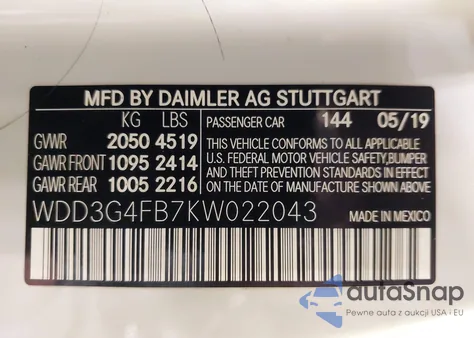 MFD BY DAIMLER AG STUTTGART
KG LBS PASSENGER CAR 144 05/19
GVWR 2050 4519
GAWR FRONT 1095 2414
GAWR REAR 1005 2216
THIS VEHICLE CONFORMS TO ALL APPLICABLE
U.S. FEDERAL MOTOR VEHICLE SAFETY,BUMPER
AND THEFT PREVENTION STANDARDS IN EFFECT
ON THE DATE OF MANUFACTURE SHOWN ABOVE
WDD3G4FB7KW022043 MADE IN MEXICO
autoSnap
Pewne auta z aukcji USA - EU